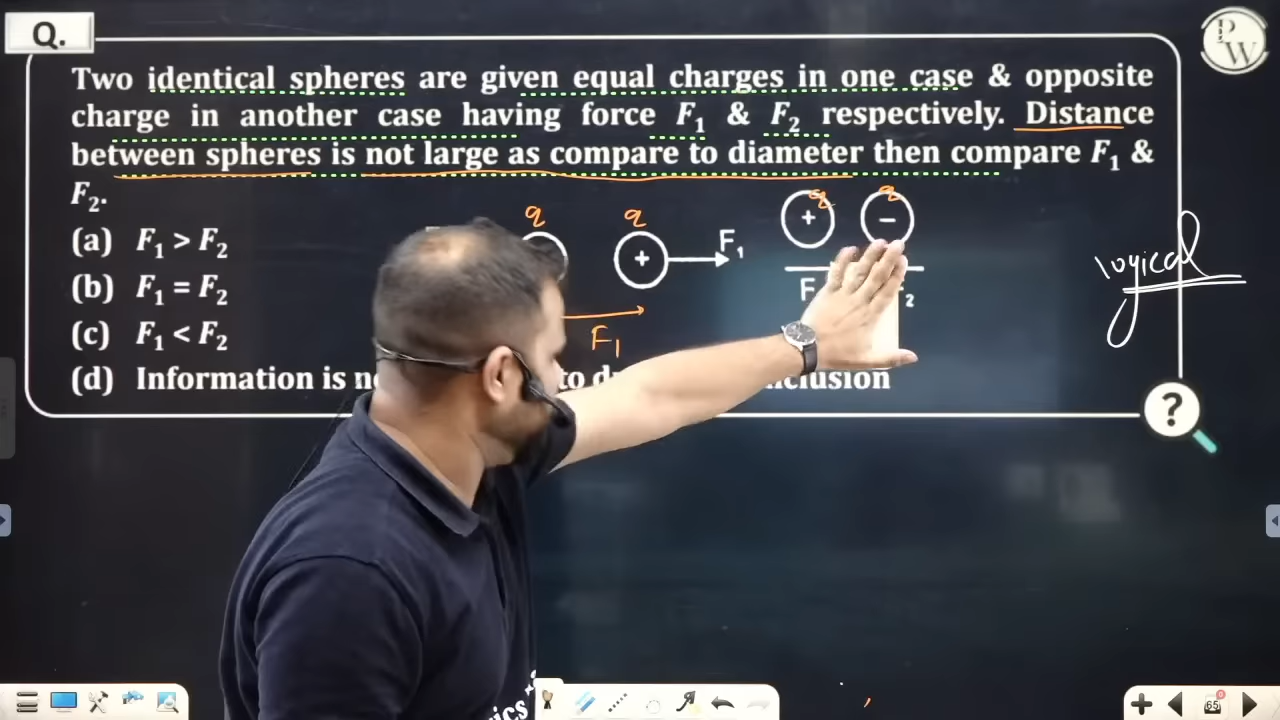 Q.
P
W
Two identical spheres are given equal charges in one case & opposite
charge in another case having force F₁ & F₂ respectively. Distance
between spheres is not large as compare to diameter then compare F₁ &
F₂.
(a) F₁ > F₂
(b) F₁ = F₂
(c) F₁ < F₂
(d) Information is
q
q
+
F₁
F₁
q
q
+
−
F
2
logical
?
65